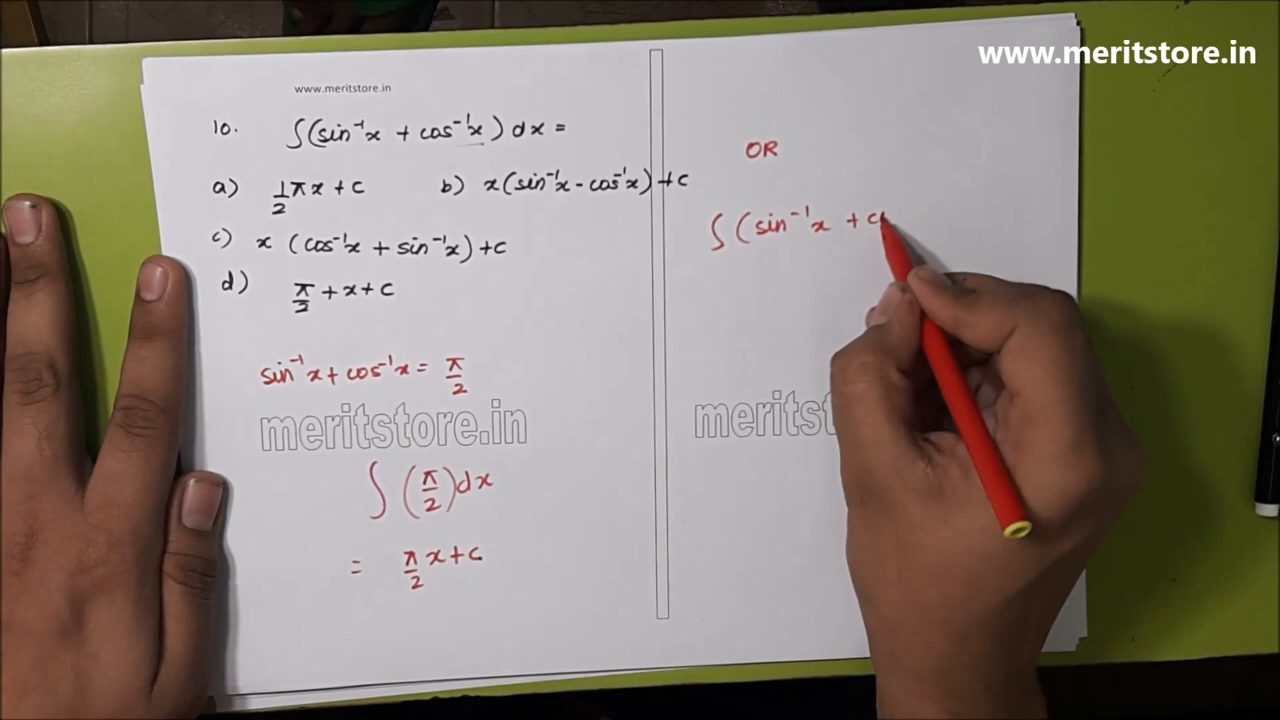 www.meritstore.in
www.meritstore.in
10. ∫(sin⁻¹x + cos⁻¹x) dx =
a) 1/2 πx + c b) x(sin⁻¹x - cos⁻¹x) + c
c) x (cos⁻¹x + sin⁻¹x) + c
d) π/2 + x + c
sin⁻¹x + cos⁻¹x = π/2
meritstore.in
∫ (π/2) dx
= π/2 x + c
OR
∫ (sin⁻¹x + c
merits